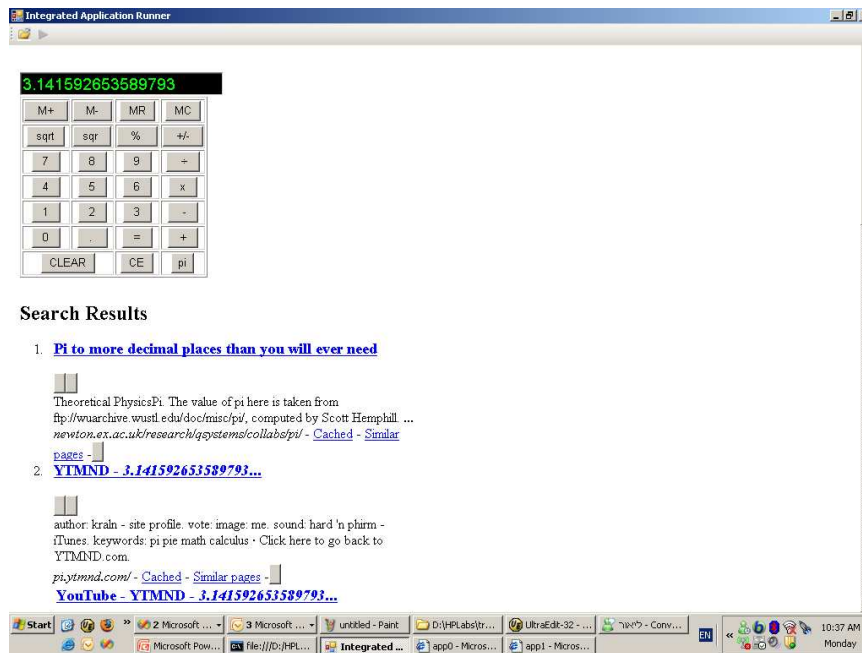 Integrated Application Runner
3.141592653589793
M+ M- MR MC
sqrt sqr % +/-
7 8 9 ÷
4 5 6 x
1 2 3 -
0 . = +
CLEAR CE pi
Search Results
1. Pi to more decimal places than you will ever need
Theoretical PhysicsPi. The value of pi here is taken from
ftp://wuarchive.wustl.edu/doc/misc/pi/, computed by Scott Hemphill. ...
newton.ex.ac.uk/research/qsystems/collabs/pi/ - Cached - Similar
pages -
2. YTMND - 3.141592653589793...
author: kraln - site profile. vote: image: me. sound: hard 'n phirm -
iTunes. keywords: pi pie math calculus · Click here to go back to
YTMND.com.
pi.ytmnd.com/ - Cached - Similar pages -
YouTube - YTMND - 3.141592653589793...
Start » 2 Microsoft ... 3 Microsoft ... untitled - Paint D:\HPLabs\tr... UltraEdit-32 - ... ליאור - Conv... EN « 10:37 AM
Microsoft Pow... file:///D:/HPL... Integrated ... app0 - Micros... app1 - Micros... Monday